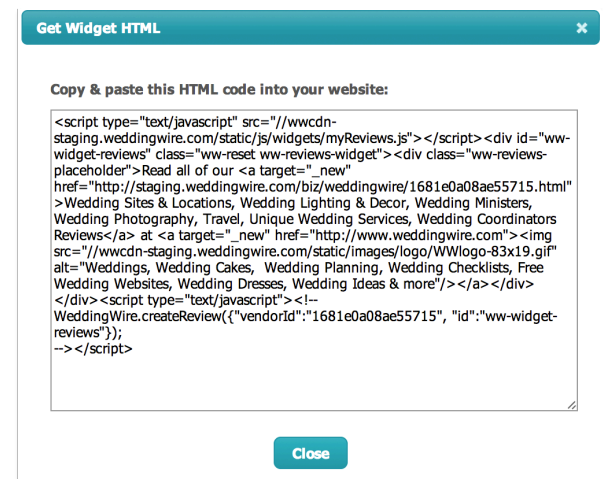 Get Widget HTML
×
Copy & paste this HTML code into your website:
<script type="text/javascript" src="//wwcdn-
staging.weddingwire.com/static/js/widgets/myReviews.js"></script><div id="ww-
widget-reviews" class="ww-reset ww-reviews-widget"><div class="ww-reviews-
placeholder">Read all of our <a target="_new"
href="http://staging.weddingwire.com/biz/weddingwire/1681e0a08ae55715.html"
>Wedding Sites & Locations, Wedding Lighting & Decor, Wedding Ministers,
Wedding Photography, Travel, Unique Wedding Services, Wedding Coordinators
Reviews</a> at <a target="_new" href="http://www.weddingwire.com"><img
src="//wwcdn-staging.weddingwire.com/static/images/logo/WWlogo-83x19.gif"
alt="Weddings, Wedding Cakes,  Wedding Planning, Wedding Checklists, Free
Wedding Websites, Wedding Dresses, Wedding Ideas & more"/></a></div>
</div><script type="text/javascript"><!--
WeddingWire.createReview({"vendorId":"1681e0a08ae55715", "id":"ww-widget-
reviews"});
--></script>
Close